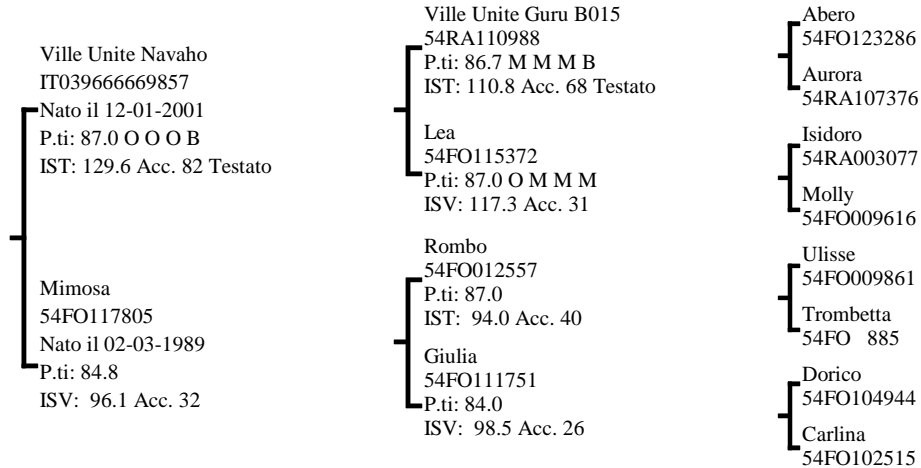 Ville Unite Navaho
IT039666669857
Nato il 12-01-2001
P.ti: 87.0 O O O B
IST: 129.6 Acc. 82 Testato
Mimosa
54FO117805
Nato il 02-03-1989
P.ti: 84.8
ISV: 96.1 Acc. 32
Ville Unite Guru B015
54RA110988
P.ti: 86.7 M M M B
IST: 110.8 Acc. 68 Testato
Lea
54FO115372
P.ti: 87.0 O M M M
ISV: 117.3 Acc. 31
Rombo
54FO012557
P.ti: 87.0
IST: 94.0 Acc. 40
Giulia
54FO111751
P.ti: 84.0
ISV: 98.5 Acc. 26
Abero
54FO123286
Aurora
54RA107376
Isidoro
54RA003077
Molly
54FO009616
Ulisse
54FO009861
Trombetta
54FO 885
Dorico
54FO104944
Carlina
54FO102515